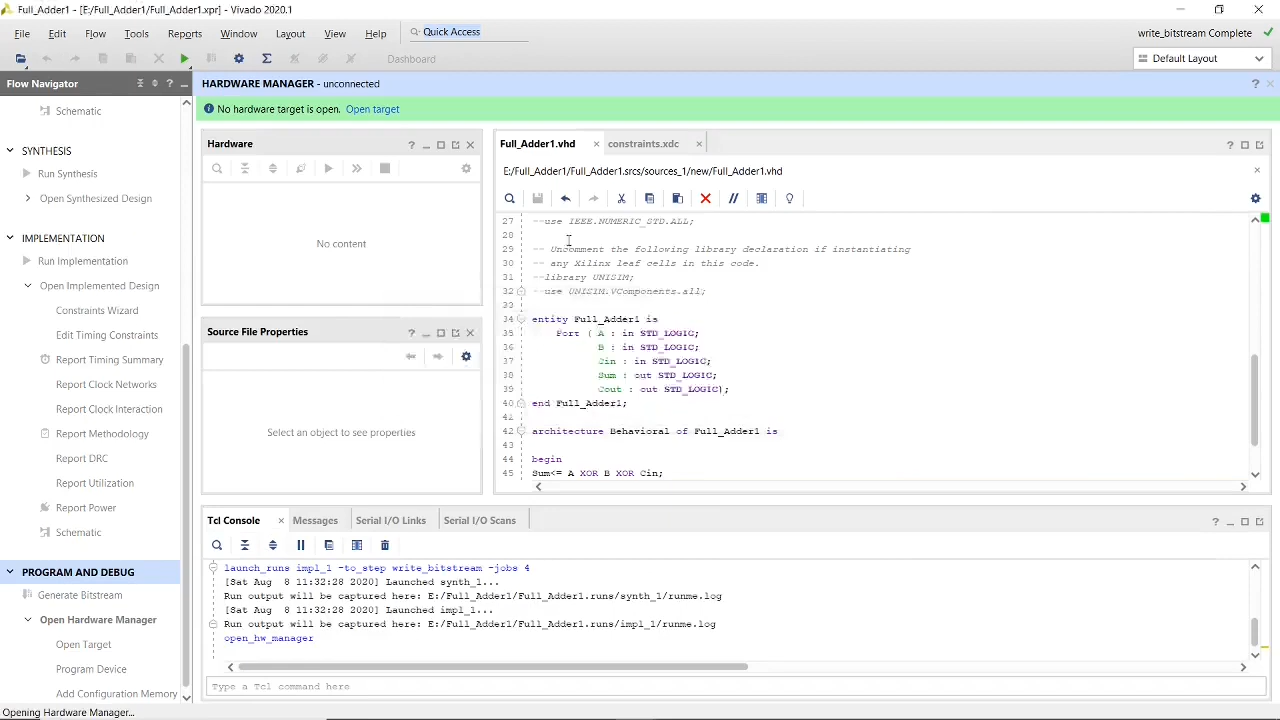 Full_Adder1 - [E:/Full_Adder1/Full_Adder1.xpr] - Vivado 2020.1
File Edit Flow Tools Reports Window Layout View Help Quick Access
write_bitstream Complete
Dashboard
Default Layout
Flow Navigator
Schematic
SYNTHESIS
Run Synthesis
Open Synthesized Design
IMPLEMENTATION
Run Implementation
Open Implemented Design
Constraints Wizard
Edit Timing Constraints
Report Timing Summary
Report Clock Networks
Report Clock Interaction
Report Methodology
Report DRC
Report Utilization
Report Power
Schematic
PROGRAM AND DEBUG
Generate Bitstream
Open Hardware Manager
Open Target
Program Device
Add Configuration Memory
Opening Hardware Manager...
HARDWARE MANAGER - unconnected
No hardware target is open. Open target
Hardware
No content
Source File Properties
Select an object to see properties
Full_Adder1.vhd constraints.xdc
E:/Full_Adder1/Full_Adder1.srcs/sources_1/new/Full_Adder1.vhd
27 --use IEEE.NUMERIC_STD.ALL;
28
29 -- Uncomment the following library declaration if instantiating
30 -- any Xilinx leaf cells in this code.
31 --library UNISIM;
32 --use UNISIM.VComponents.all;
33
34 entity Full_Adder1 is
35 Port ( A : in STD_LOGIC;
36 B : in STD_LOGIC;
37 Cin : in STD_LOGIC;
38 Sum : out STD_LOGIC;
39 Cout : out STD_LOGIC);
40 end Full_Adder1;
41
42 architecture Behavioral of Full_Adder1 is
43
44 begin
45 Sum<= A XOR B XOR Cin;
Tcl Console Messages Serial I/O Links Serial I/O Scans
launch_runs impl_1 -to_step write_bitstream -jobs 4
[Sat Aug 8 11:32:28 2020] Launched synth_1...
Run output will be captured here: E:/Full_Adder1/Full_Adder1.runs/synth_1/runme.log
[Sat Aug 8 11:32:28 2020] Launched impl_1...
Run output will be captured here: E:/Full_Adder1/Full_Adder1.runs/impl_1/runme.log
open_hw_manager
Type a Tcl command here